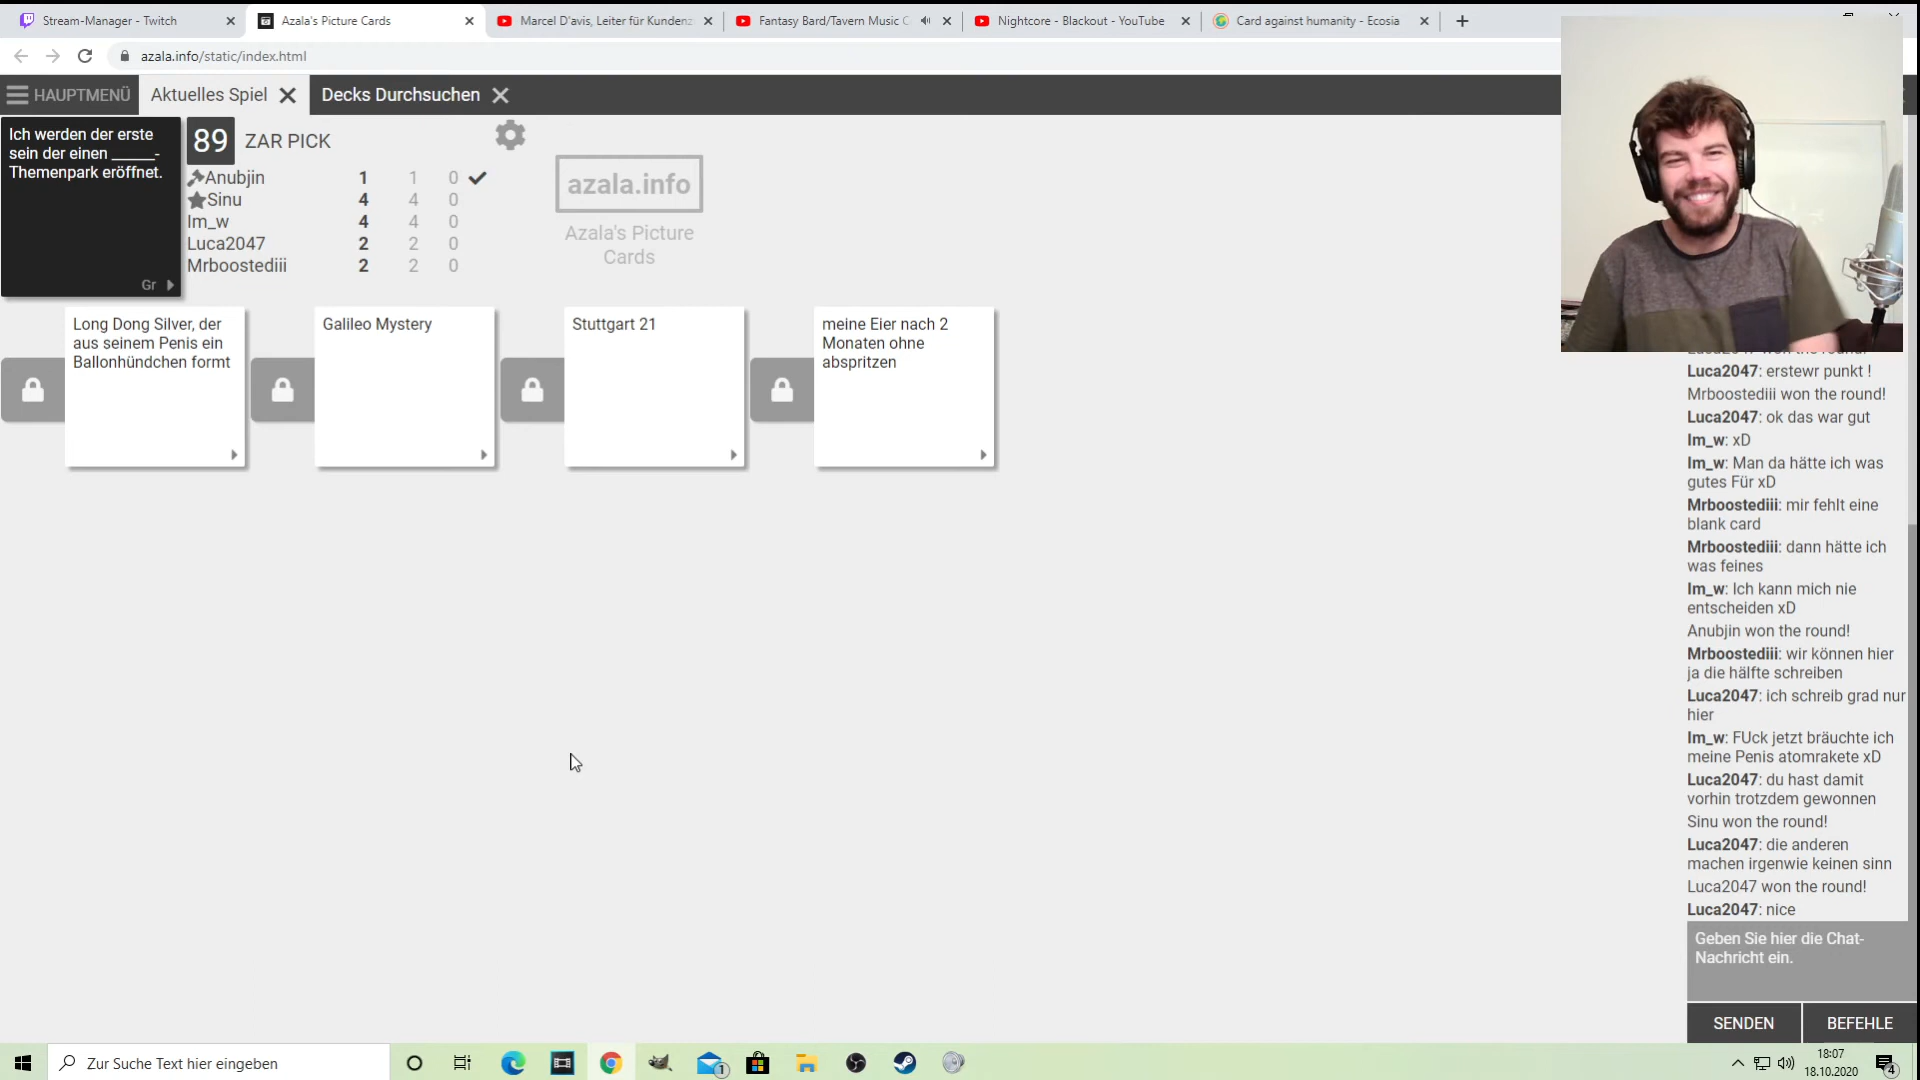 Stream-Manager - Twitch
Azala's Picture Cards
Marcel D'avis, Leiter für Kunden
Fantasy Bard/Tavern Music C
Nightcore - Blackout - YouTube
Card against humanity - Ecosia
azala.info/static/index.html
HAUPTMENÜ
Aktuelles Spiel
Decks Durchsuchen
Ich werden der erste
sein der einen _____-
Themenpark eröffnet.
Gr
89 ZAR PICK
Anubjin 1 1 0
Sinu 4 4 0
Im_w 4 4 0
Luca2047 2 2 0
Mrboostediii 2 2 0
azala.info
Azala's Picture
Cards
Long Dong Silver, der
aus seinem Penis ein
Ballonhündchen formt
Galileo Mystery
Stuttgart 21
meine Eier nach 2
Monaten ohne
abspritzen
Luca2047: erstewr punkt !
Mrboostediii won the round!
Luca2047: ok das war gut
Im_w: xD
Im_w: Man da hätte ich was
gutes Für xD
Mrboostediii: mir fehlt eine
blank card
Mrboostediii: dann hätte ich
was feines
Im_w: Ich kann mich nie
entscheiden xD
Anubjin won the round!
Mrboostediii: wir können hier
ja die hälfte schreiben
Luca2047: ich schreib grad nur
hier
Im_w: FUck jetzt bräuchte ich
meine Penis atomrakete xD
Luca2047: du hast damit
vorhin trotzdem gewonnen
Sinu won the round!
Luca2047: die anderen
machen irgenwie keinen sinn
Luca2047 won the round!
Luca2047: nice
Geben Sie hier die Chat-
Nachricht ein.
SENDEN
BEFEHLE
Zur Suche Text hier eingeben
1
18:07
18.10.2020
4